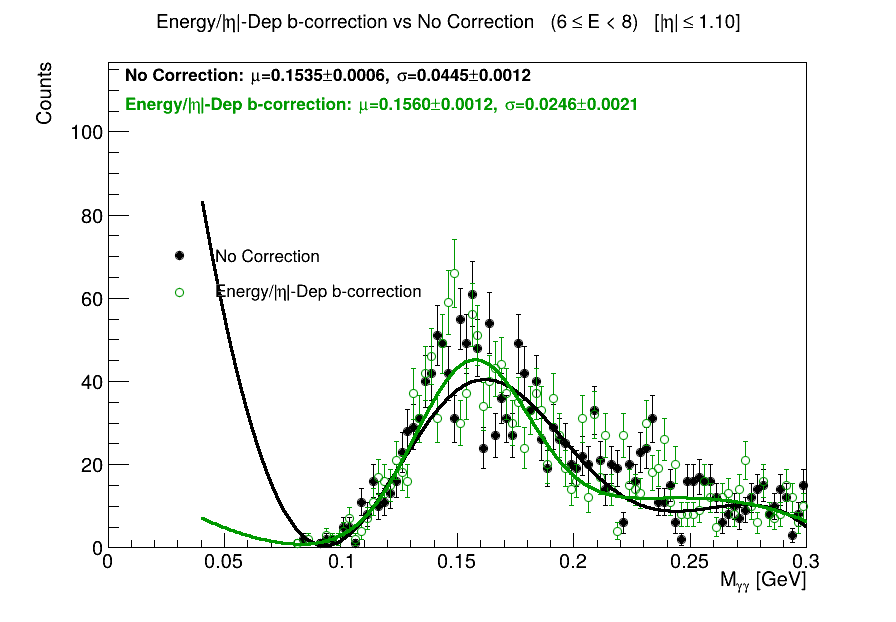 Energy/|η|-Dep b-correction vs No Correction (6 ≤ E < 8) [|η| ≤ 1.10]
No Correction: μ=0.1535±0.0006, σ=0.0445±0.0012
Energy/|η|-Dep b-correction: μ=0.1560±0.0012, σ=0.0246±0.0021
Counts
100
80
60
40
20
0
No Correction
Energy/|η|-Dep b-correction
0 0.05 0.1 0.15 0.2 0.25 0.3
M_γγ [GeV]